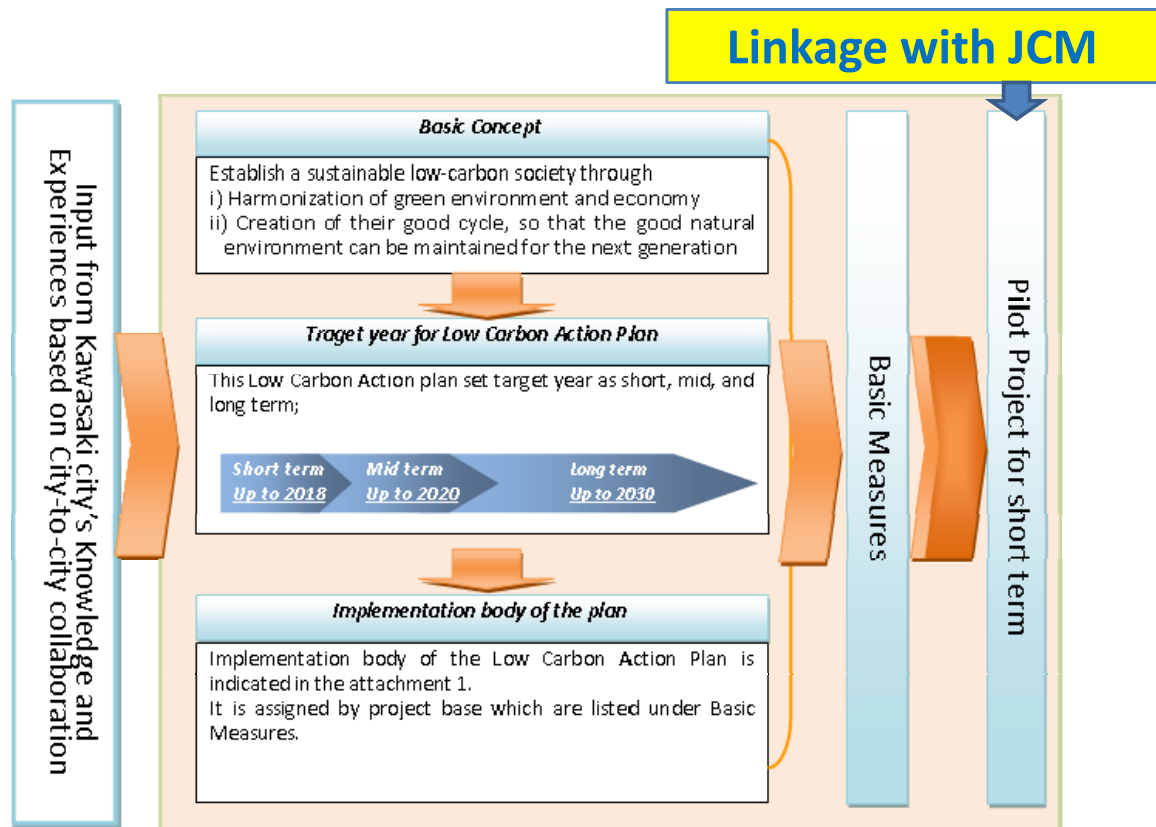 Linkage with JCM
Input from Kawasaki city's Knowledge and
Experiences based on City-to-city collaboration
Basic Concept
Establish a sustainable low-carbon society through
i) Harmonization of green environment and economy
ii) Creation of their good cycle, so that the good natural
environment can be maintained for the next generation
Traget year for Low Carbon Action Plan
This Low Carbon Action plan set target year as short, mid, and
long term;
Short term
Up to 2018
Mid term
Up to 2020
Long term
Up to 2030
Implementation body of the plan
Implementation body of the Low Carbon Action Plan is
indicated in the attachment 1.
It is assigned by project base which are listed under Basic
Measures.
Basic Measures
Pilot Project for short term